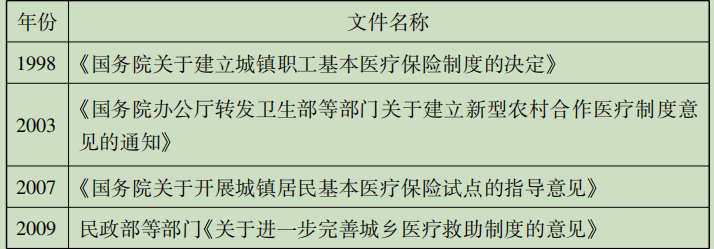 年份 文件名称
1998 《国务院关于建立城镇职工基本医疗保险制度的决定》
2003 《国务院办公厅转发卫生部等部门关于建立新型农村合作医疗制度意
见的通知》
2007 《国务院关于开展城镇居民基本医疗保险试点的指导意见》
2009 民政部等部门《关于进一步完善城乡医疗救助制度的意见》